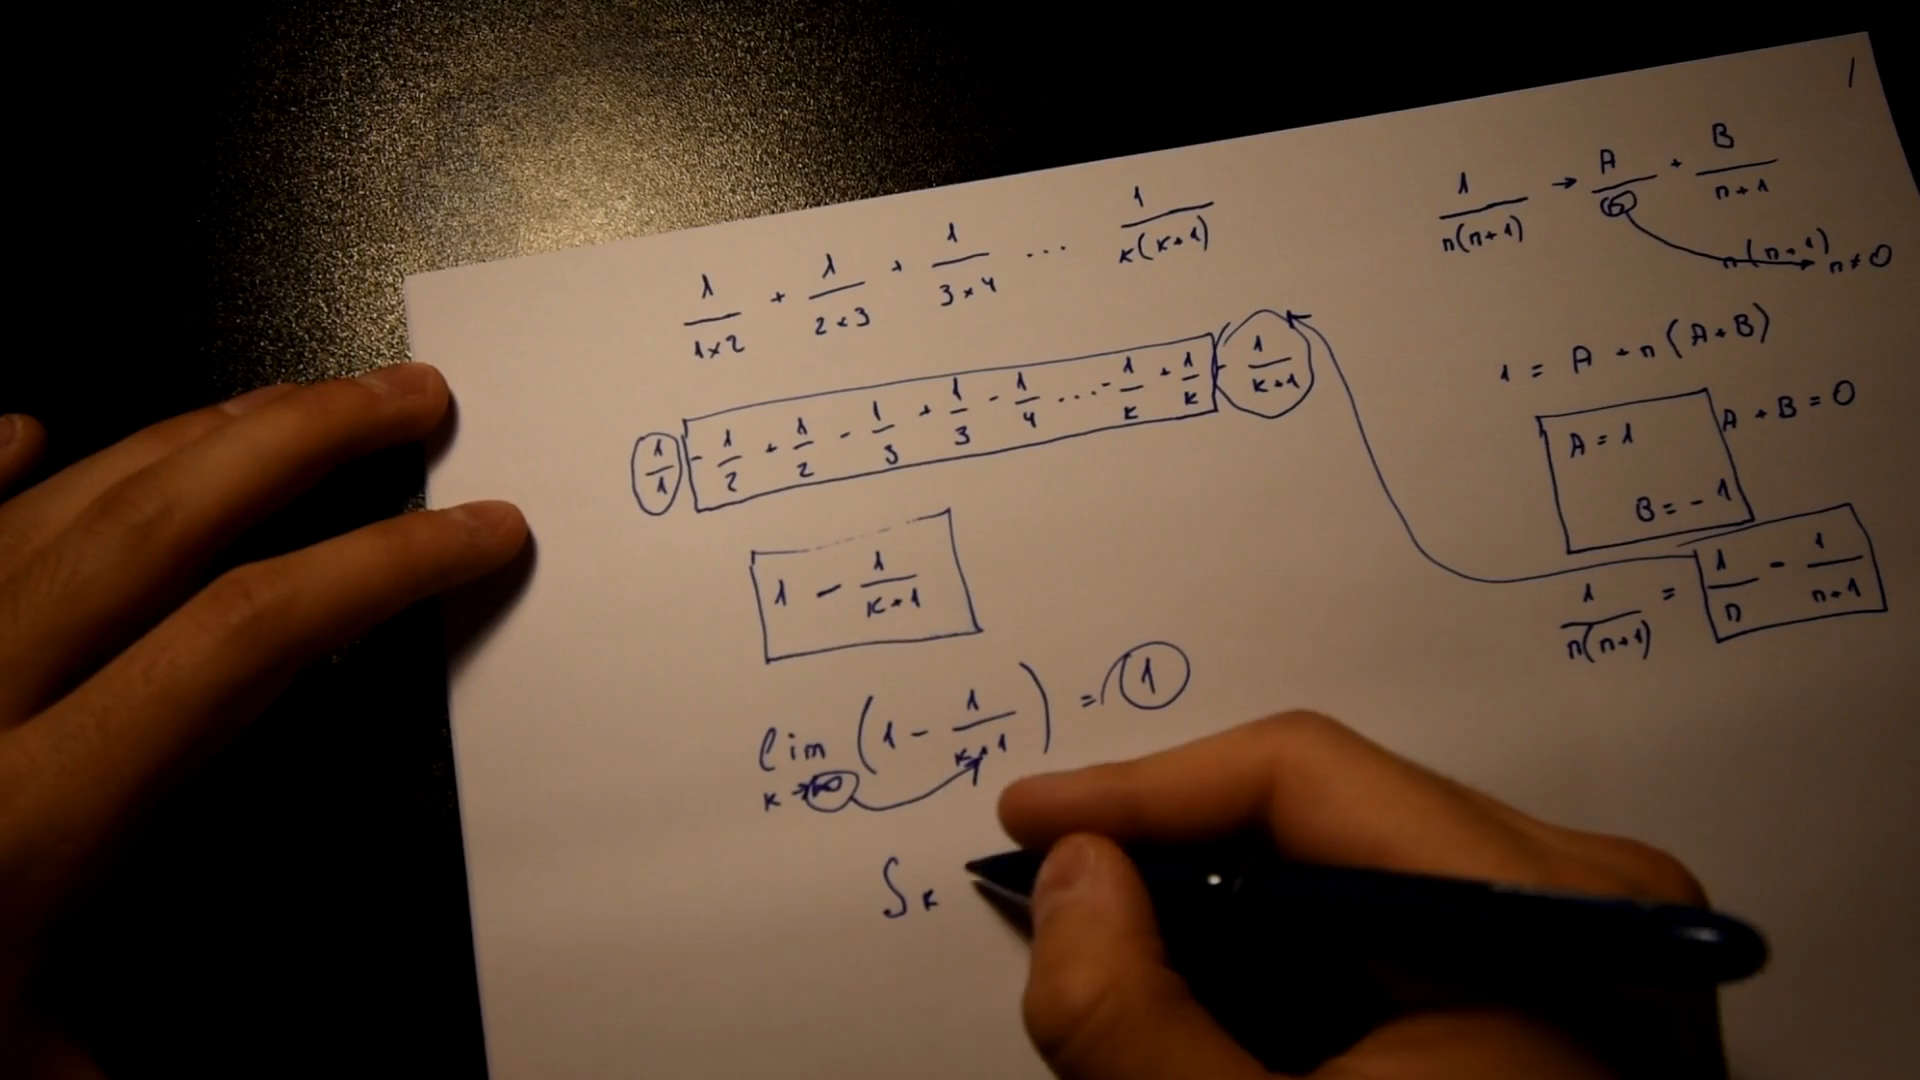 1/(1×2) + 1/(2×3) + 1/(3×4) ... 1/(k(k+1))
1/1 - 1/2 + 1/2 - 1/3 + 1/3 - 1/4 ... - 1/k + 1/k - 1/(k+1)
1 - 1/(k+1)
lim k→∞ (1 - 1/(k+1)) = 1
Sk
1/(n(n+1)) → A/n + B/(n+1)
n(n+1) n≠0
1 = A + n(A+B)
A + B = 0
A = 1
B = -1
1/(n(n+1)) = 1/n - 1/(n+1)